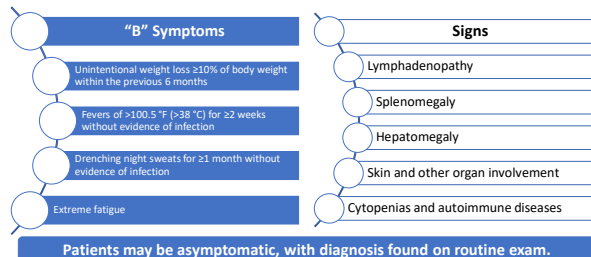 “B” Symptoms
Unintentional weight loss ≥10% of body weight
within the previous 6 months
Fevers of >100.5 °F (>38 °C) for ≥2 weeks
without evidence of infection
Drenching night sweats for ≥1 month without
evidence of infection
Extreme fatigue
Signs
Lymphadenopathy
Splenomegaly
Hepatomegaly
Skin and other organ involvement
Cytopenias and autoimmune diseases
Patients may be asymptomatic, with diagnosis found on routine exam.